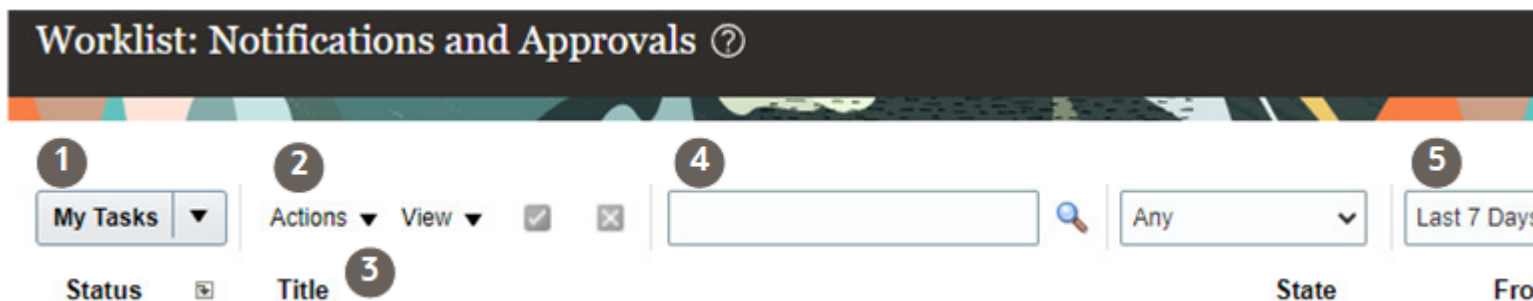 Worklist: Notifications and Approvals ?
1 2 4 5
My Tasks Actions View Any Last 7 Days
3
Status Title State Fro